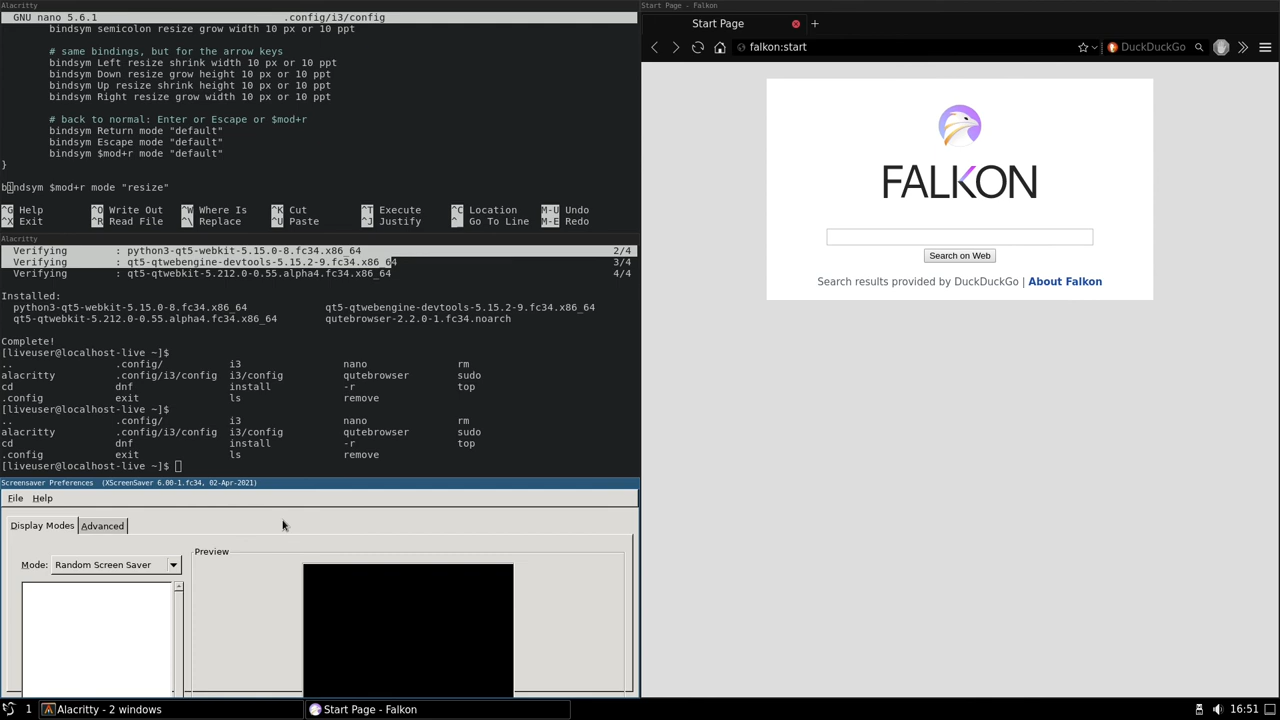 Alacritty
GNU nano 5.6.1 .config/i3/config
bindsym semicolon resize grow width 10 px or 10 ppt
# same bindings, but for the arrow keys
bindsym Left resize shrink width 10 px or 10 ppt
bindsym Down resize grow height 10 px or 10 ppt
bindsym Up resize shrink height 10 px or 10 ppt
bindsym Right resize grow width 10 px or 10 ppt
# back to normal: Enter or Escape or $mod+r
bindsym Return mode "default"
bindsym Escape mode "default"
bindsym $mod+r mode "default"
}
bindsym $mod+r mode "resize"
^G Help ^O Write Out ^W Where Is ^K Cut ^T Execute ^C Location M-U Undo
^X Exit ^R Read File ^\ Replace ^U Paste ^J Justify ^_ Go To Line M-E Redo
Alacritty
Verifying : python3-qt5-webkit-5.15.0-8.fc34.x86_64 2/4
Verifying : qt5-qtwebengine-devtools-5.15.2-9.fc34.x86_64 3/4
Verifying : qt5-qtwebkit-5.212.0-0.55.alpha4.fc34.x86_64 4/4
Installed:
python3-qt5-webkit-5.15.0-8.fc34.x86_64 qt5-qtwebengine-devtools-5.15.2-9.fc34.x86_64
qt5-qtwebkit-5.212.0-0.55.alpha4.fc34.x86_64 qutebrowser-2.2.0-1.fc34.noarch
Complete!
[liveuser@localhost-live ~]$
.. .config/ i3 nano rm
alacritty .config/i3/config i3/config qutebrowser sudo
cd dnf install -r top
.config exit ls remove
[liveuser@localhost-live ~]$
.. .config/ i3 nano rm
alacritty .config/i3/config i3/config qutebrowser sudo
cd dnf install -r top
.config exit ls remove
[liveuser@localhost-live ~]$
Screensaver Preferences (XScreenSaver 6.00-1.fc34, 02-Apr-2021)
File Help
Display Modes Advanced
Mode: Random Screen Saver
Preview
Start Page - Falkon
Start Page
falkon:start
DuckDuckGo
FALKON
Search on Web
Search results provided by DuckDuckGo | About Falkon
1 Alacritty - 2 windows Start Page - Falkon 16:51